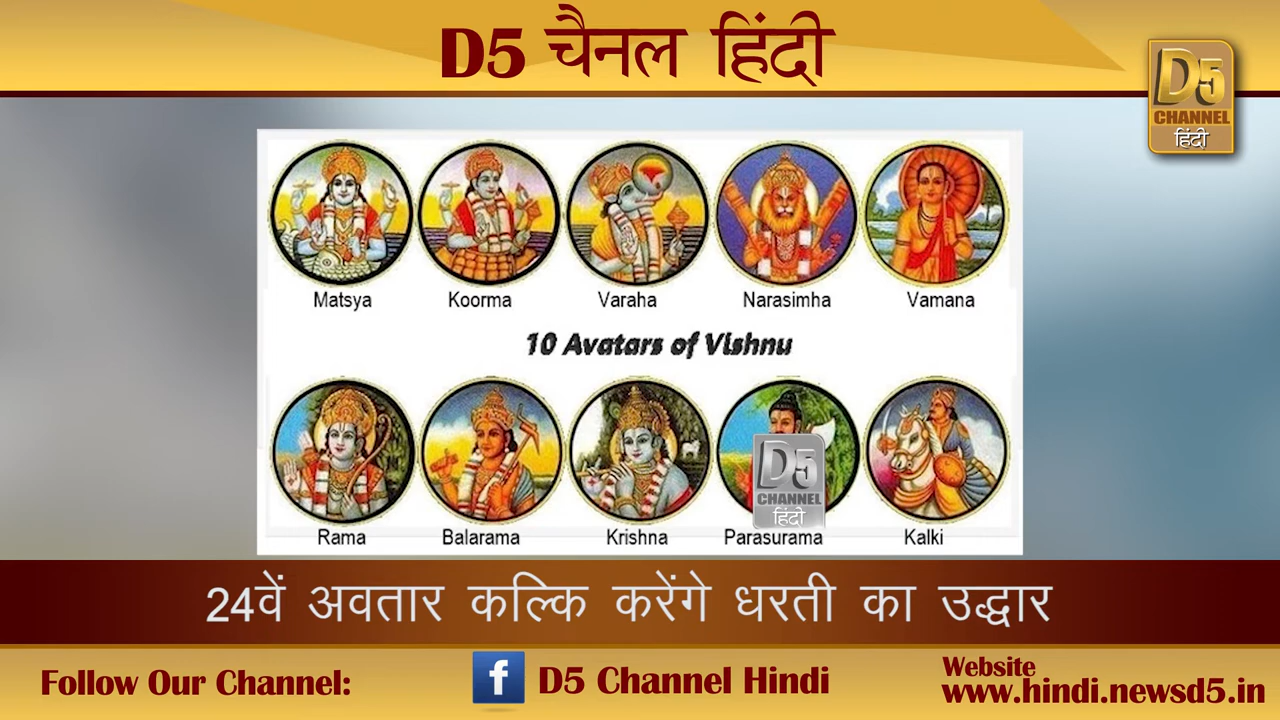 D5 चैनल हिंदी
D5
CHANNEL
हिंदी
Matsya Koorma Varaha Narasimha Vamana
10 Avatars of Vishnu
D5
CHANNEL
हिंदी
Rama Balarama Krishna Parasurama Kalki
24वें अवतार कल्कि करेंगे धरती का उद्धार
Follow Our Channel: f D5 Channel Hindi
Website
www.hindi.newsd5.in